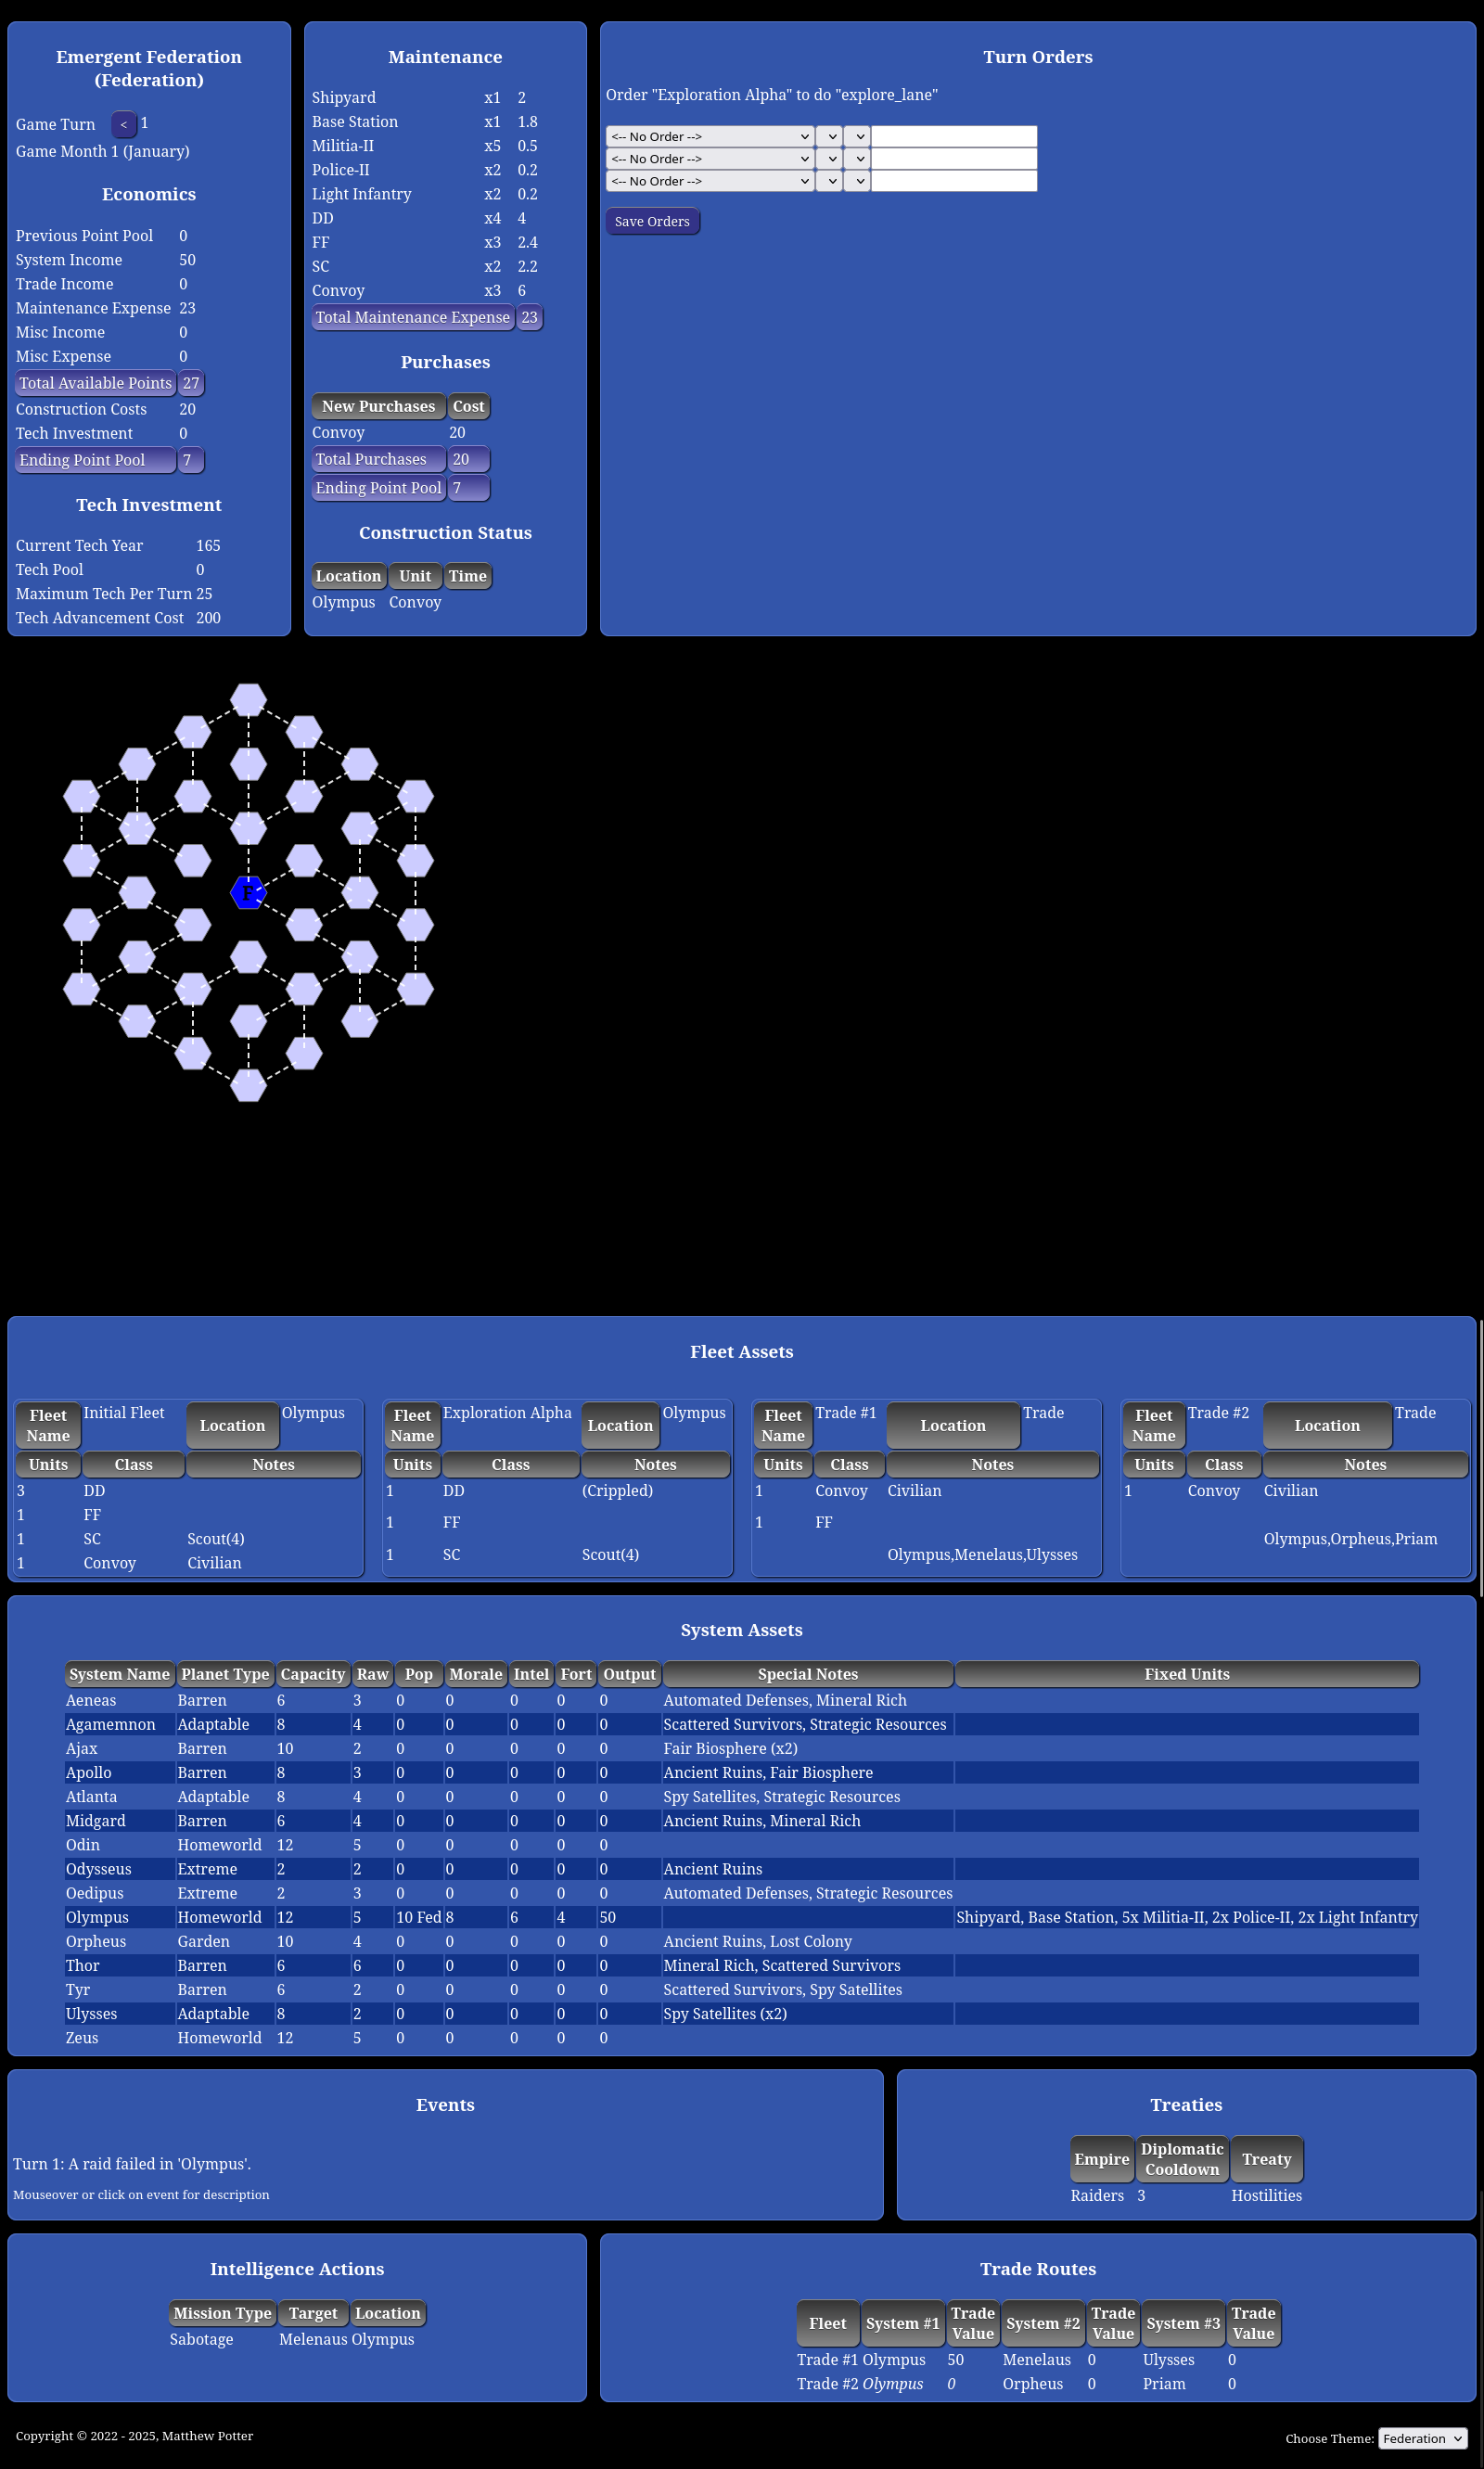 Emergent Federation
(Federation)
Game Turn < 1
Game Month 1 (January)
Economics
Previous Point Pool 0
System Income 50
Trade Income 0
Maintenance Expense 23
Misc Income 0
Misc Expense 0
Total Available Points 27
Construction Costs 20
Tech Investment 0
Ending Point Pool 7
Tech Investment
Current Tech Year 165
Tech Pool 0
Maximum Tech Per Turn 25
Tech Advancement Cost 200
Maintenance
Shipyard x1 2
Base Station x1 1.8
Militia-II x5 0.5
Police-II x2 0.2
Light Infantry x2 0.2
DD x4 4
FF x3 2.4
SC x2 2.2
Convoy x3 6
Total Maintenance Expense 23
Purchases
New Purchases Cost
Convoy 20
Total Purchases 20
Ending Point Pool 7
Construction Status
Location Unit Time
Olympus Convoy
Turn Orders
Order "Exploration Alpha" to do "explore_lane"
<-- No Order -->
<-- No Order -->
<-- No Order -->
Save Orders
F
Fleet Assets
Fleet Name Initial Fleet Location Olympus
Units Class Notes
3 DD
1 FF
1 SC Scout(4)
1 Convoy Civilian
Fleet Name Exploration Alpha Location Olympus
Units Class Notes
1 DD (Crippled)
1 FF
1 SC Scout(4)
Fleet Name Trade #1 Location Trade
Units Class Notes
1 Convoy Civilian
1 FF
Olympus,Menelaus,Ulysses
Fleet Name Trade #2 Location Trade
Units Class Notes
1 Convoy Civilian
Olympus,Orpheus,Priam
System Assets
System Name Planet Type Capacity Raw Pop Morale Intel Fort Output Special Notes Fixed Units
Aeneas Barren 6 3 0 0 0 0 0 Automated Defenses, Mineral Rich
Agamemnon Adaptable 8 4 0 0 0 0 0 Scattered Survivors, Strategic Resources
Ajax Barren 10 2 0 0 0 0 0 Fair Biosphere (x2)
Apollo Barren 8 3 0 0 0 0 0 Ancient Ruins, Fair Biosphere
Atlanta Adaptable 8 4 0 0 0 0 0 Spy Satellites, Strategic Resources
Midgard Barren 6 4 0 0 0 0 0 Ancient Ruins, Mineral Rich
Odin Homeworld 12 5 0 0 0 0 0
Odysseus Extreme 2 2 0 0 0 0 0 Ancient Ruins
Oedipus Extreme 2 3 0 0 0 0 0 Automated Defenses, Strategic Resources
Olympus Homeworld 12 5 10 Fed 8 6 4 50 Shipyard, Base Station, 5x Militia-II, 2x Police-II, 2x Light Infantry
Orpheus Garden 10 4 0 0 0 0 0 Ancient Ruins, Lost Colony
Thor Barren 6 6 0 0 0 0 0 Mineral Rich, Scattered Survivors
Tyr Barren 6 2 0 0 0 0 0 Scattered Survivors, Spy Satellites
Ulysses Adaptable 8 2 0 0 0 0 0 Spy Satellites (x2)
Zeus Homeworld 12 5 0 0 0 0 0
Events
Turn 1: A raid failed in 'Olympus'.
Mouseover or click on event for description
Treaties
Empire Diplomatic Cooldown Treaty
Raiders 3 Hostilities
Intelligence Actions
Mission Type Target Location
Sabotage Melenaus Olympus
Trade Routes
Fleet System #1 Trade Value System #2 Trade Value System #3 Trade Value
Trade #1 Olympus 50 Menelaus 0 Ulysses 0
Trade #2 Olympus 0 Orpheus 0 Priam 0
Copyright © 2022 - 2025, Matthew Potter
Choose Theme: Federation